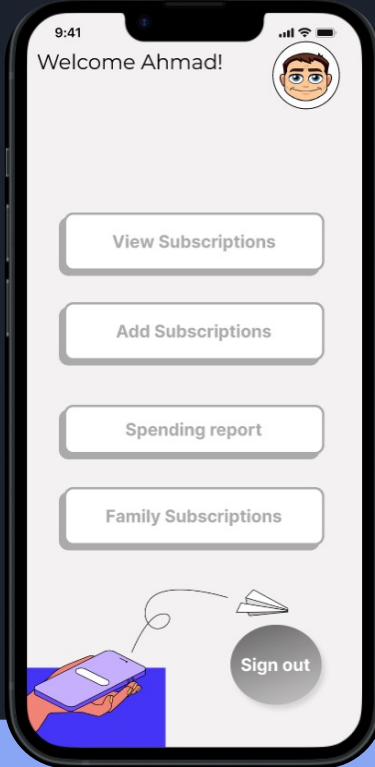 9:41
Welcome Ahmad!
View Subscriptions
Add Subscriptions
Spending report
Family Subscriptions
Sign out